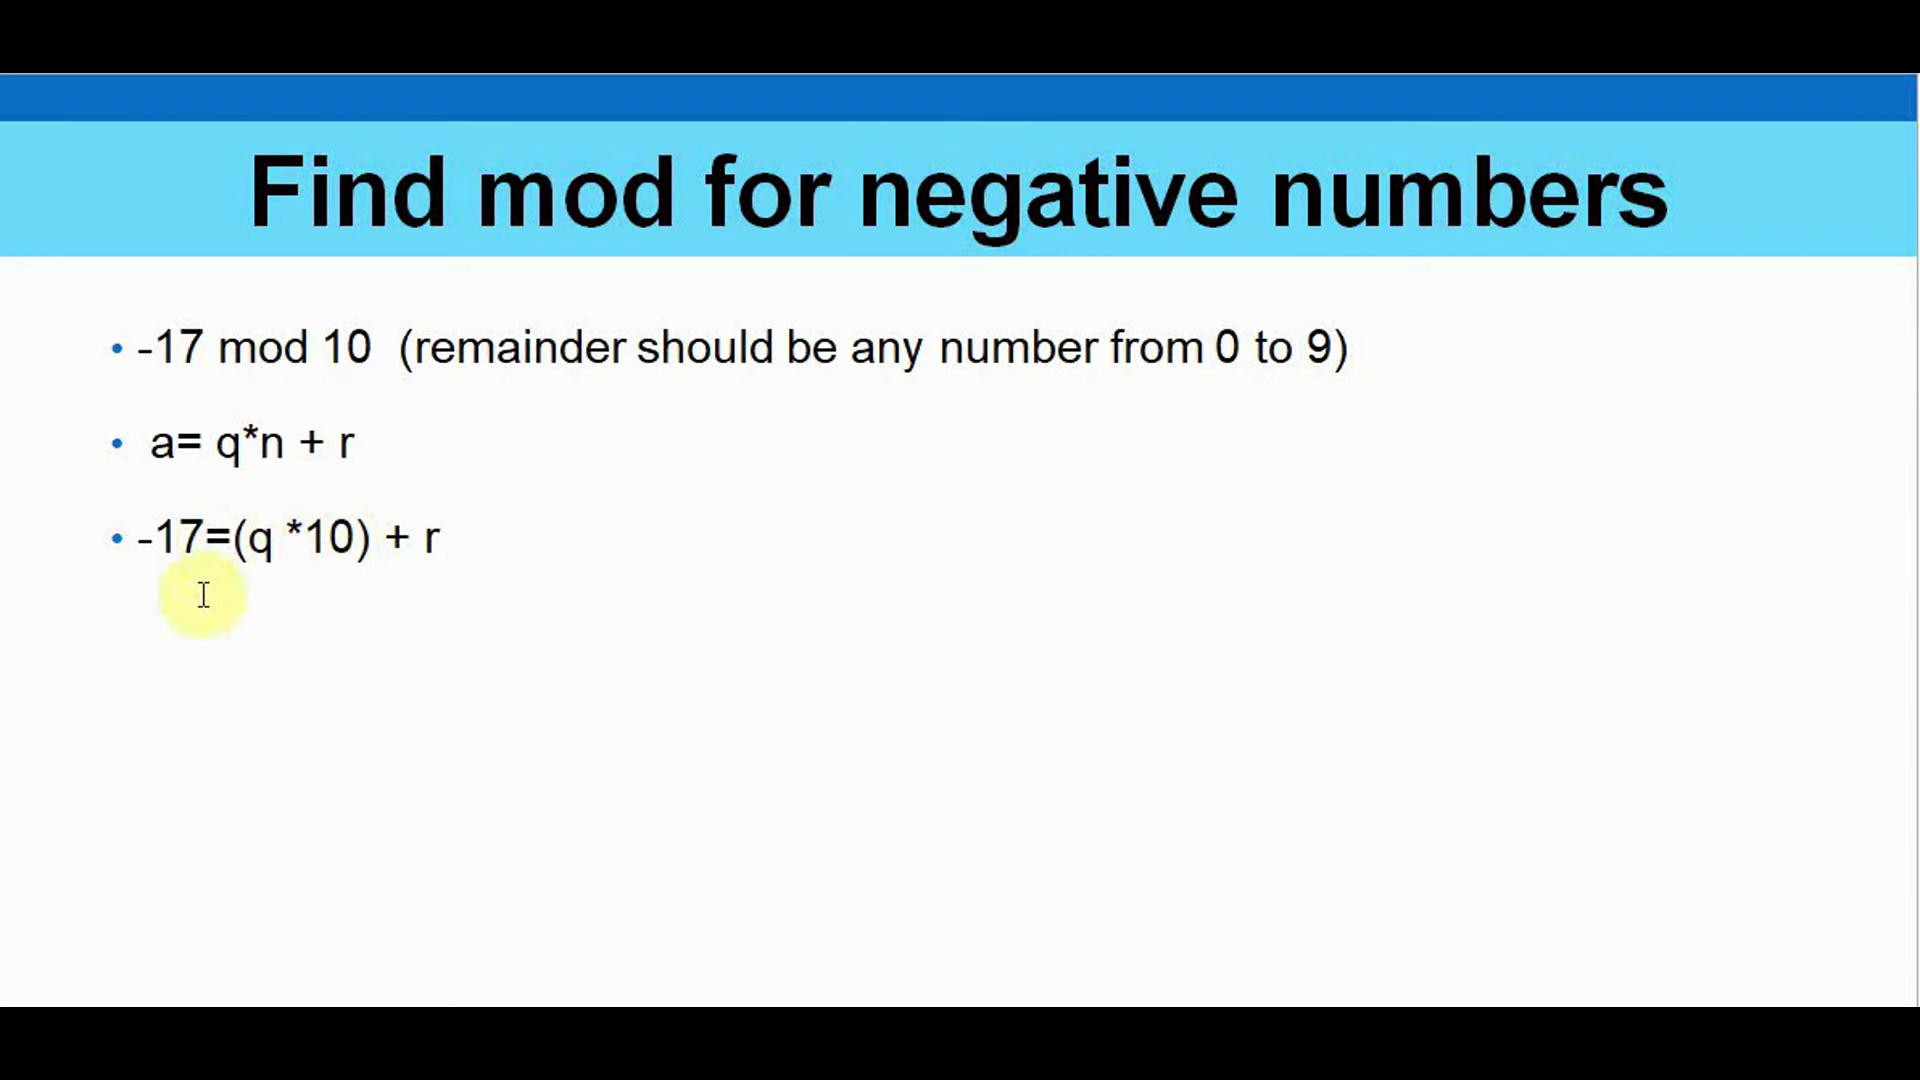 Find mod for negative numbers
• -17 mod 10 (remainder should be any number from 0 to 9)
• a= q*n + r
• -17=(q *10) + r